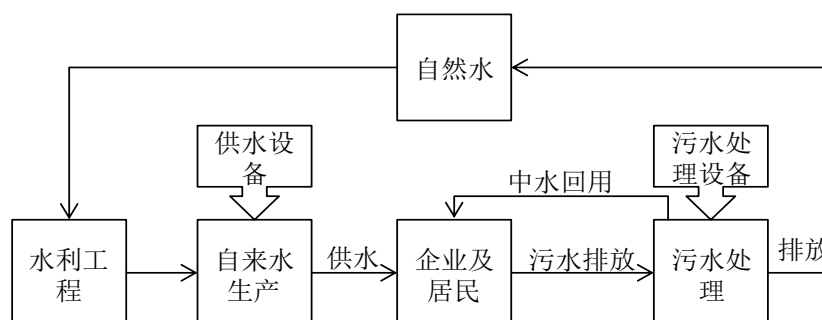 自然水
供水设
备
污水处
理设备
中水回用
水利工
程
自来水
生产
供水
企业及
居民
污水排放
污水处
理
排放